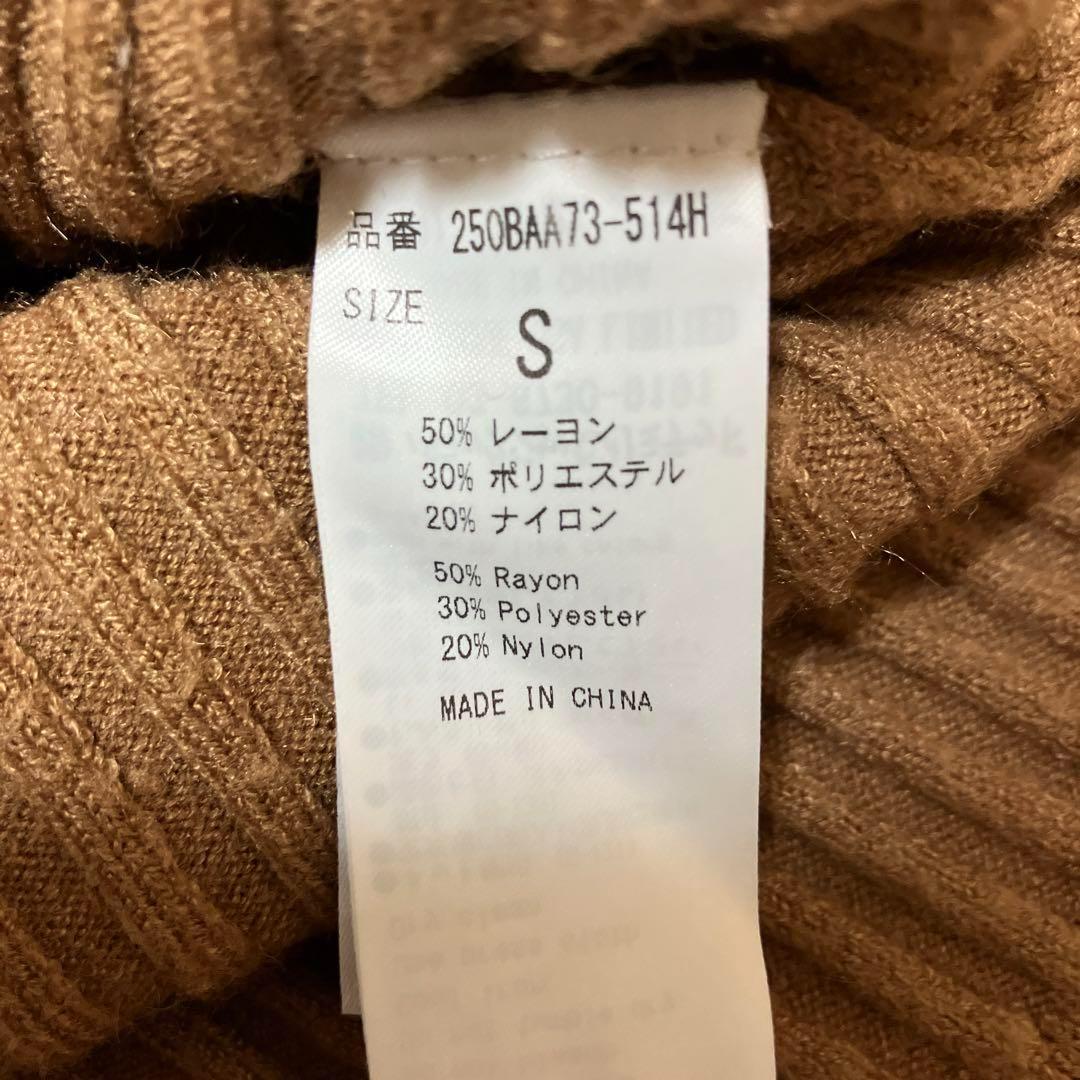 品番 250BAA73-514H
SIZE
S
50% レーヨン
30% ポリエステル
20% ナイロン
50% Rayon
30% Polyester
20% Nylon
MADE IN CHINA